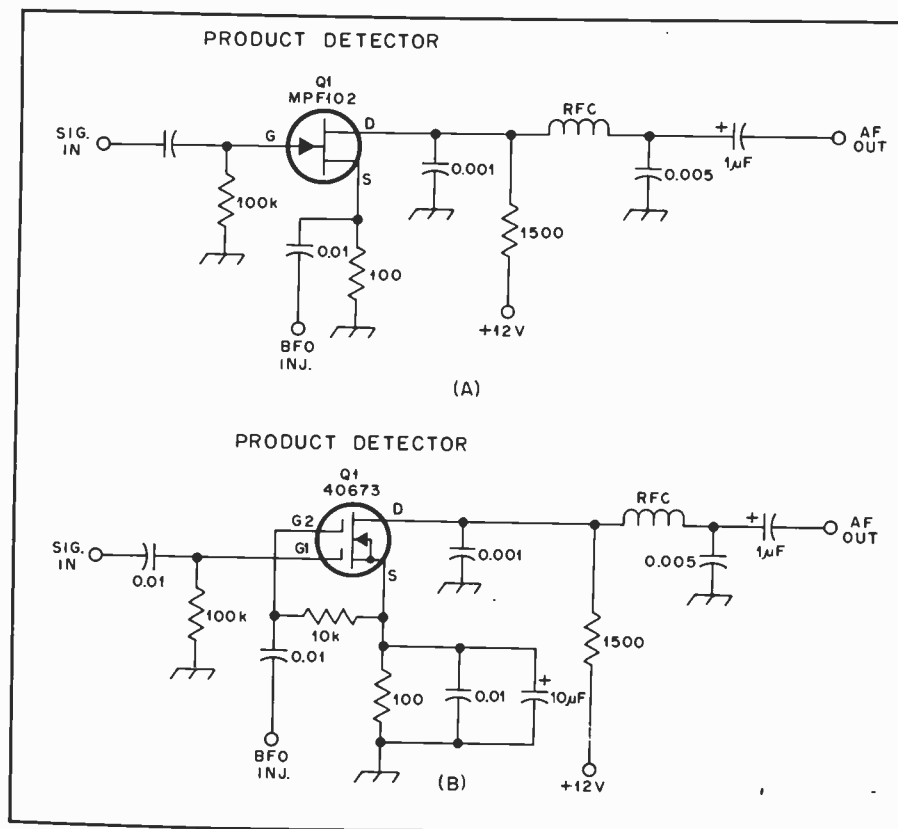 PRODUCT DETECTOR
Q1
MPF102
SIG.
IN
G
D
S
100k
0.01
100
BFO
INJ.
0.001
1500
+12V
RFC
0.005
+
1µF
AF
OUT
(A)
PRODUCT DETECTOR
Q1
40673
SIG.
IN
0.01
100k
G2
G1
D
S
10k
0.01
BFO
INJ.
100
0.01
+
10µF
0.001
1500
+12V
RFC
0.005
+
1µF
AF
OUT
(B)